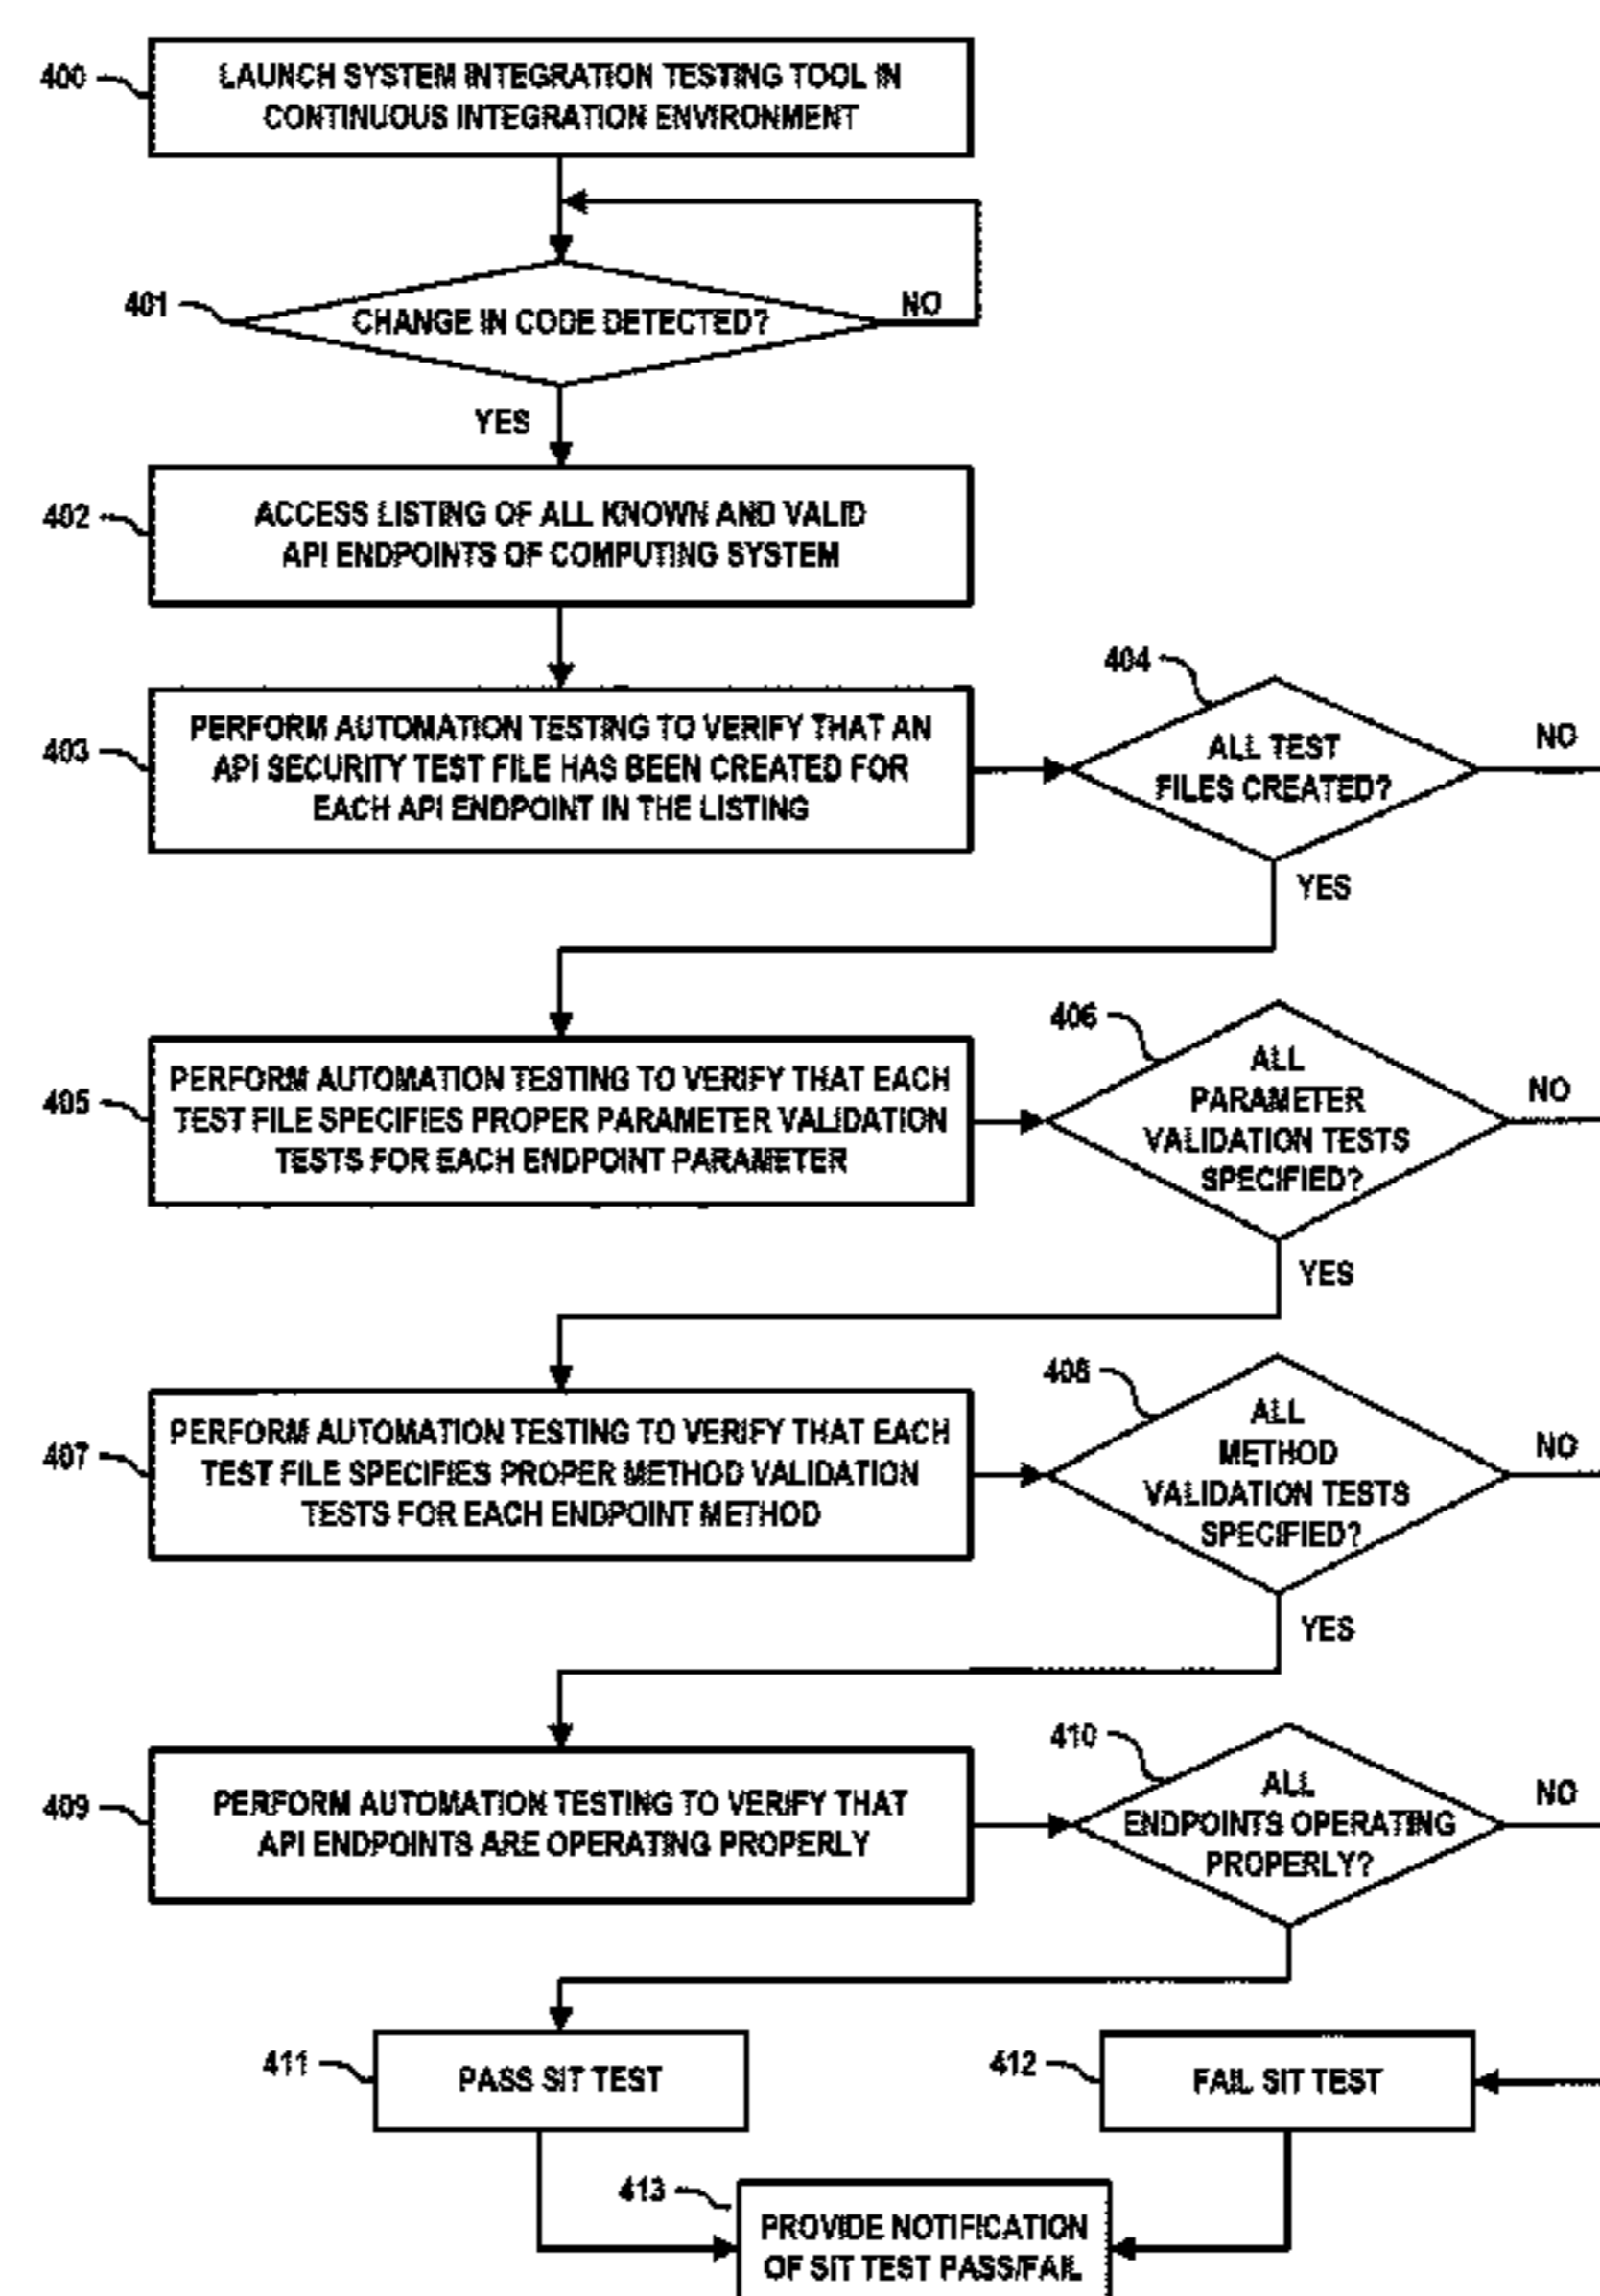 400
LAUNCH SYSTEM INTEGRATION TESTING TOOL IN
CONTINUOUS INTEGRATION ENVIRONMENT
401
CHANGE IN CODE DETECTED?
NO
YES
402
ACCESS LISTING OF ALL KNOWN AND VALID
API ENDPOINTS OF COMPUTING SYSTEM
403
PERFORM AUTOMATION TESTING TO VERIFY THAT AN
API SECURITY TEST FILE HAS BEEN CREATED FOR
EACH API ENDPOINT IN THE LISTING
404
ALL TEST
FILES CREATED?
NO
YES
405
PERFORM AUTOMATION TESTING TO VERIFY THAT EACH
TEST FILE SPECIFIES PROPER PARAMETER VALIDATION
TESTS FOR EACH ENDPOINT PARAMETER
406
ALL
PARAMETER
VALIDATION TESTS
SPECIFIED?
NO
YES
407
PERFORM AUTOMATION TESTING TO VERIFY THAT EACH
TEST FILE SPECIFIES PROPER METHOD VALIDATION
TESTS FOR EACH ENDPOINT METHOD
408
ALL
METHOD
VALIDATION TESTS
SPECIFIED?
NO
YES
409
PERFORM AUTOMATION TESTING TO VERIFY THAT
API ENDPOINTS ARE OPERATING PROPERLY
410
ALL
ENDPOINTS OPERATING
PROPERLY?
NO
411
PASS SIT TEST
412
FAIL SIT TEST
413
PROVIDE NOTIFICATION
OF SIT TEST PASS/FAIL